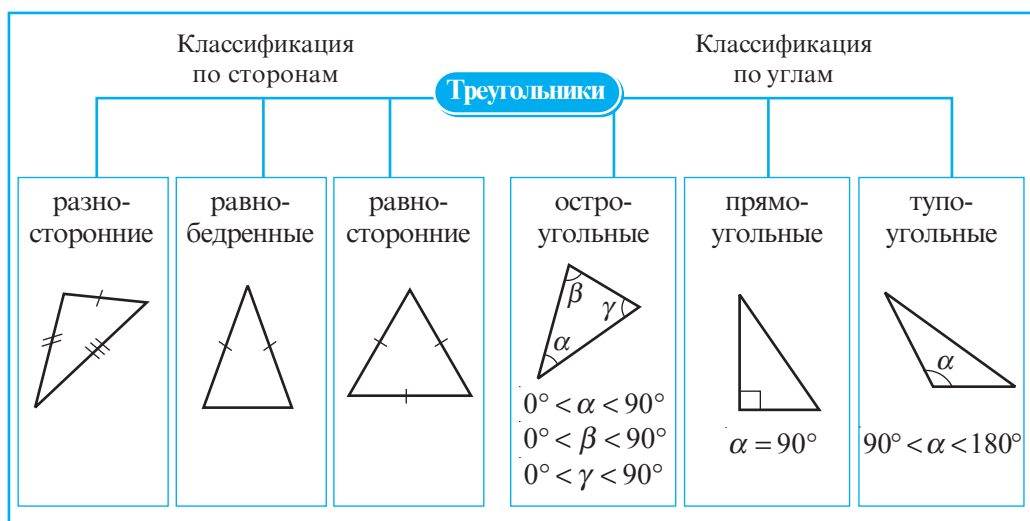 Классификация
по сторонам
Классификация
по углам
Треугольники
разно-
сторонние
равно-
бедренные
равно-
сторонние
остро-
угольные
β
γ
α
0° < α < 90°
0° < β < 90°
0° < γ < 90°
прямо-
угольные
α = 90°
тупо-
угольные
α
90° < α < 180°